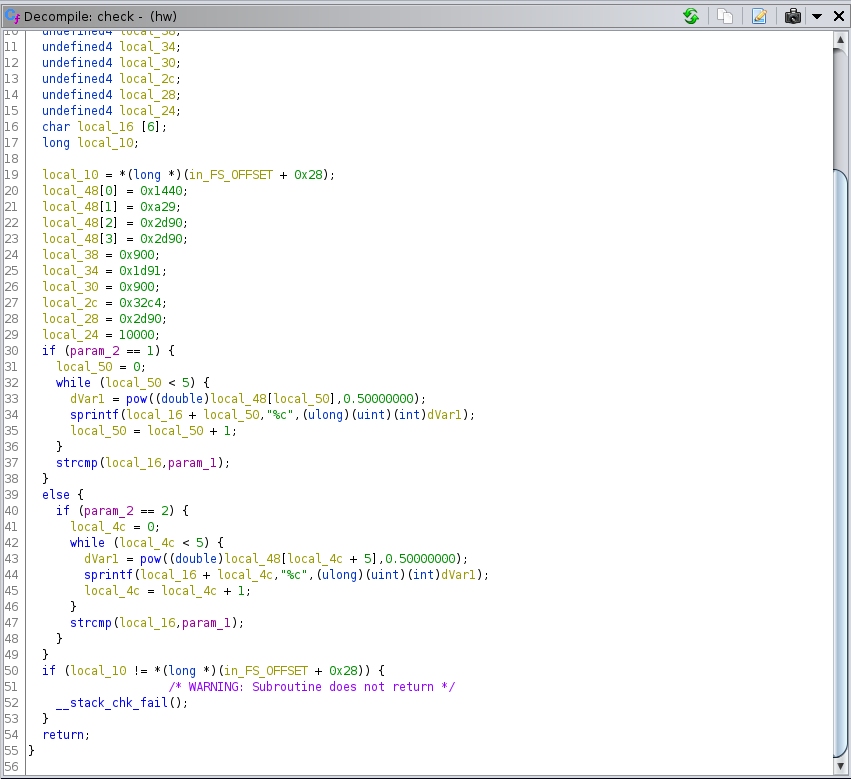 Decompile: check - (hw)
10 undefined4 local_38;
11 undefined4 local_34;
12 undefined4 local_30;
13 undefined4 local_2c;
14 undefined4 local_28;
15 undefined4 local_24;
16 char local_16 [6];
17 long local_10;
18
19 local_10 = *(long *)(in_FS_OFFSET + 0x28);
20 local_48[0] = 0x1440;
21 local_48[1] = 0xa29;
22 local_48[2] = 0x2d90;
23 local_48[3] = 0x2d90;
24 local_38 = 0x900;
25 local_34 = 0x1d91;
26 local_30 = 0x900;
27 local_2c = 0x32c4;
28 local_28 = 0x2d90;
29 local_24 = 10000;
30 if (param_2 == 1) {
31 local_50 = 0;
32 while (local_50 < 5) {
33 dVar1 = pow((double)local_48[local_50],0.50000000);
34 sprintf(local_16 + local_50,"%c",(ulong)(uint)(int)dVar1);
35 local_50 = local_50 + 1;
36 }
37 strcmp(local_16,param_1);
38 }
39 else {
40 if (param_2 == 2) {
41 local_4c = 0;
42 while (local_4c < 5) {
43 dVar1 = pow((double)local_48[local_4c + 5],0.50000000);
44 sprintf(local_16 + local_4c,"%c",(ulong)(uint)(int)dVar1);
45 local_4c = local_4c + 1;
46 }
47 strcmp(local_16,param_1);
48 }
49 }
50 if (local_10 != *(long *)(in_FS_OFFSET + 0x28)) {
51 /* WARNING: Subroutine does not return */
52 __stack_chk_fail();
53 }
54 return;
55 }
56